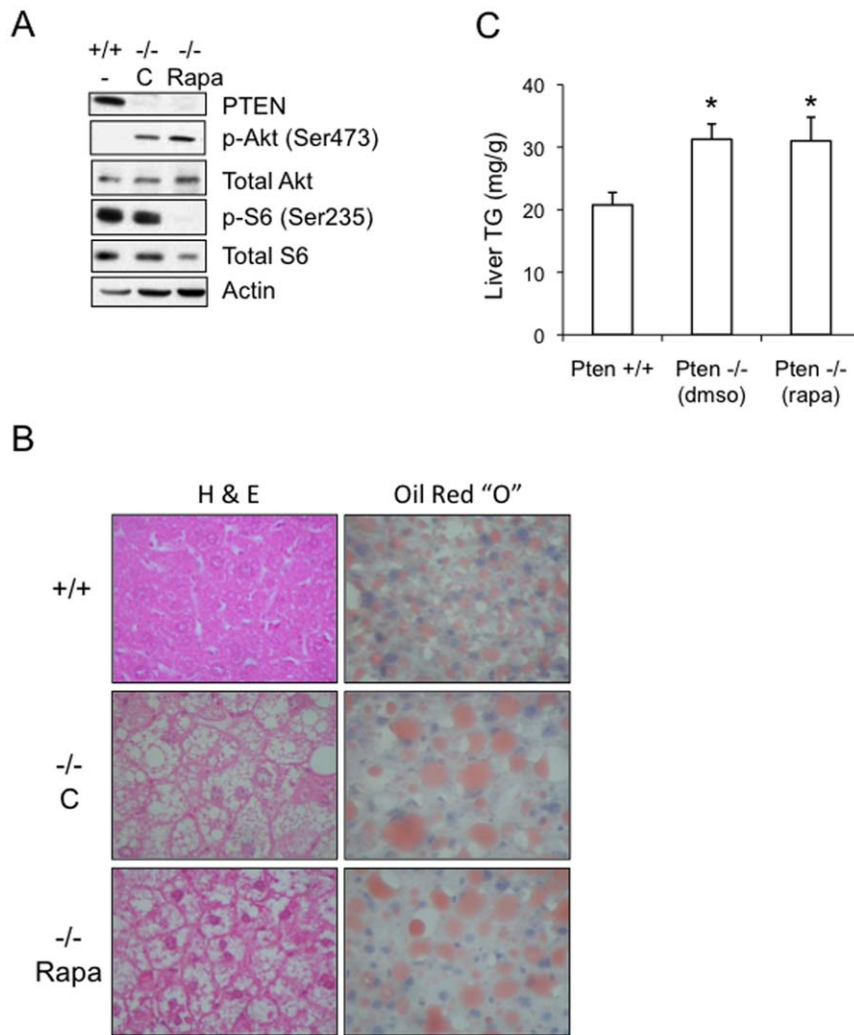 A
+/+ -/- -/-
- C Rapa
PTEN
p-Akt (Ser473)
Total Akt
p-S6 (Ser235)
Total S6
Actin
C
Liver TG (mg/g)
40
30
20
10
0
* *
Pten +/+ Pten -/- Pten -/-
(dmso) (rapa)
B
H & E Oil Red “O”
+/+
-/-
C
-/-
Rapa